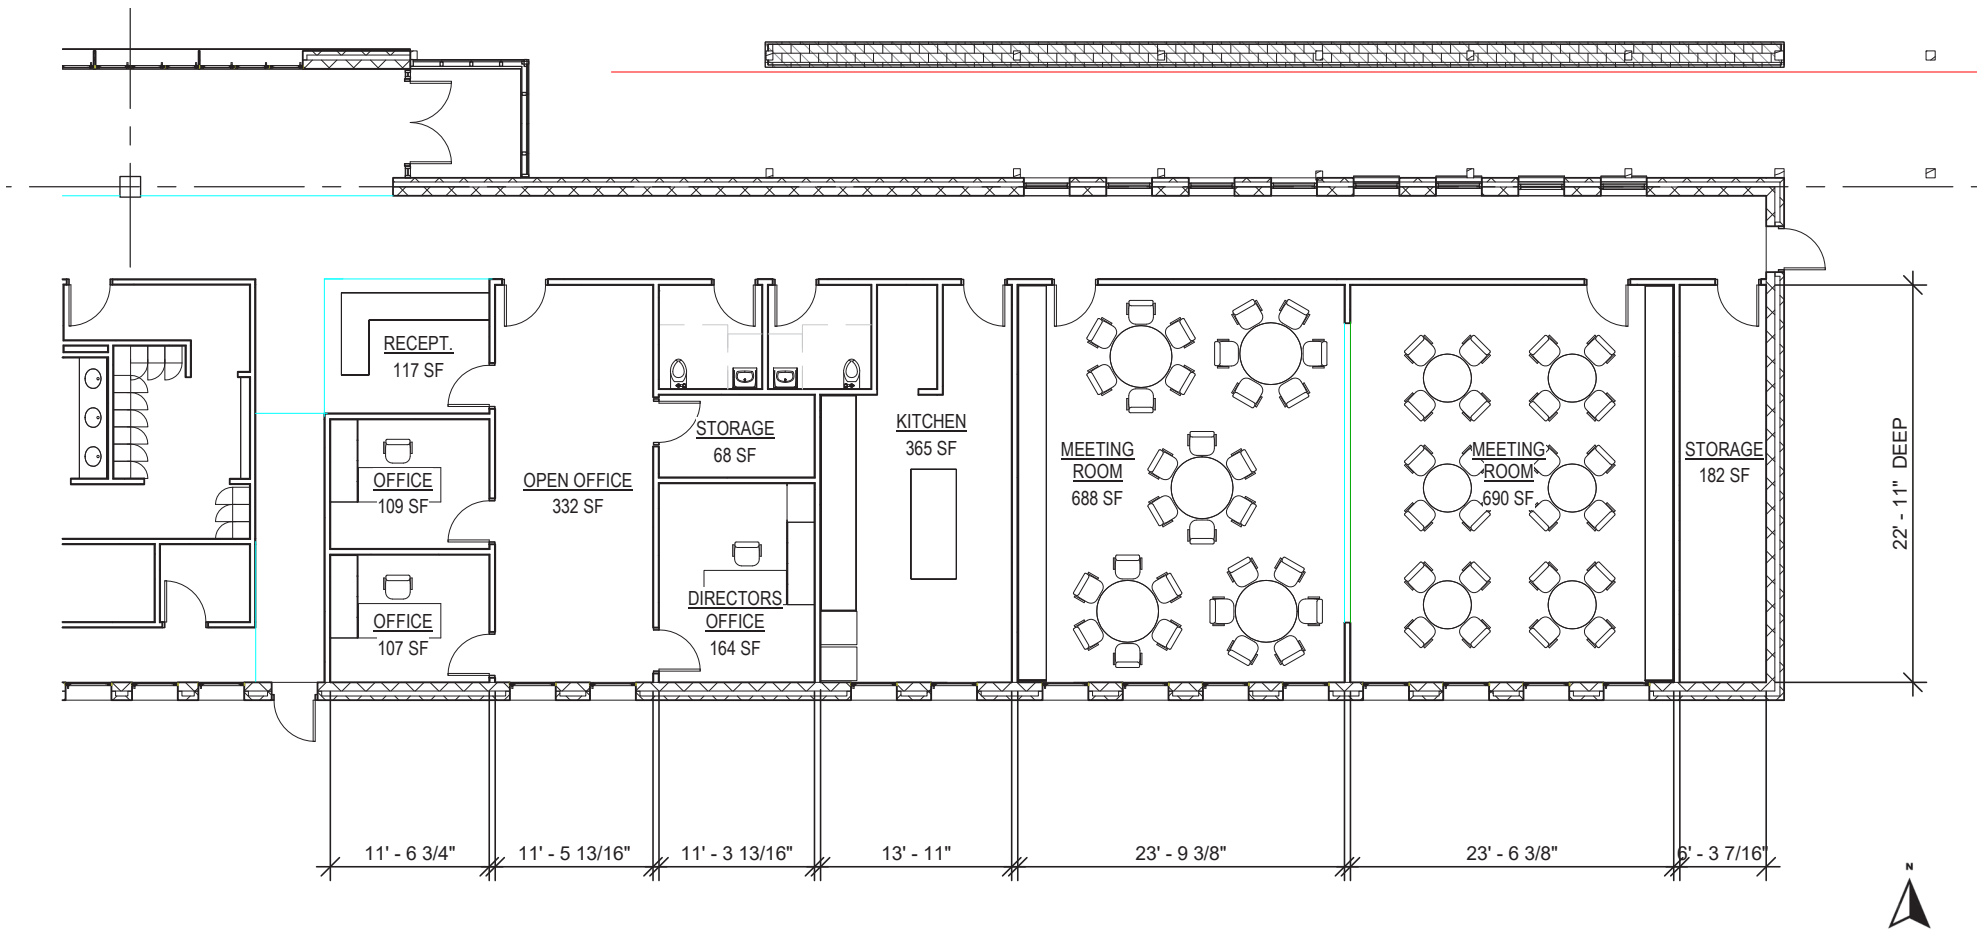 RECEPT.
117 SF
OFFICE
109 SF
OFFICE
107 SF
OPEN OFFICE
332 SF
STORAGE
68 SF
DIRECTORS
OFFICE
164 SF
KITCHEN
365 SF
MEETING
ROOM
688 SF
MEETING
ROOM
690 SF
STORAGE
182 SF
22' - 11" DEEP
11' - 6 3/4"
11' - 5 13/16"
11' - 3 13/16"
13' - 11"
23' - 9 3/8"
23' - 6 3/8"
6' - 3 7/16"
N